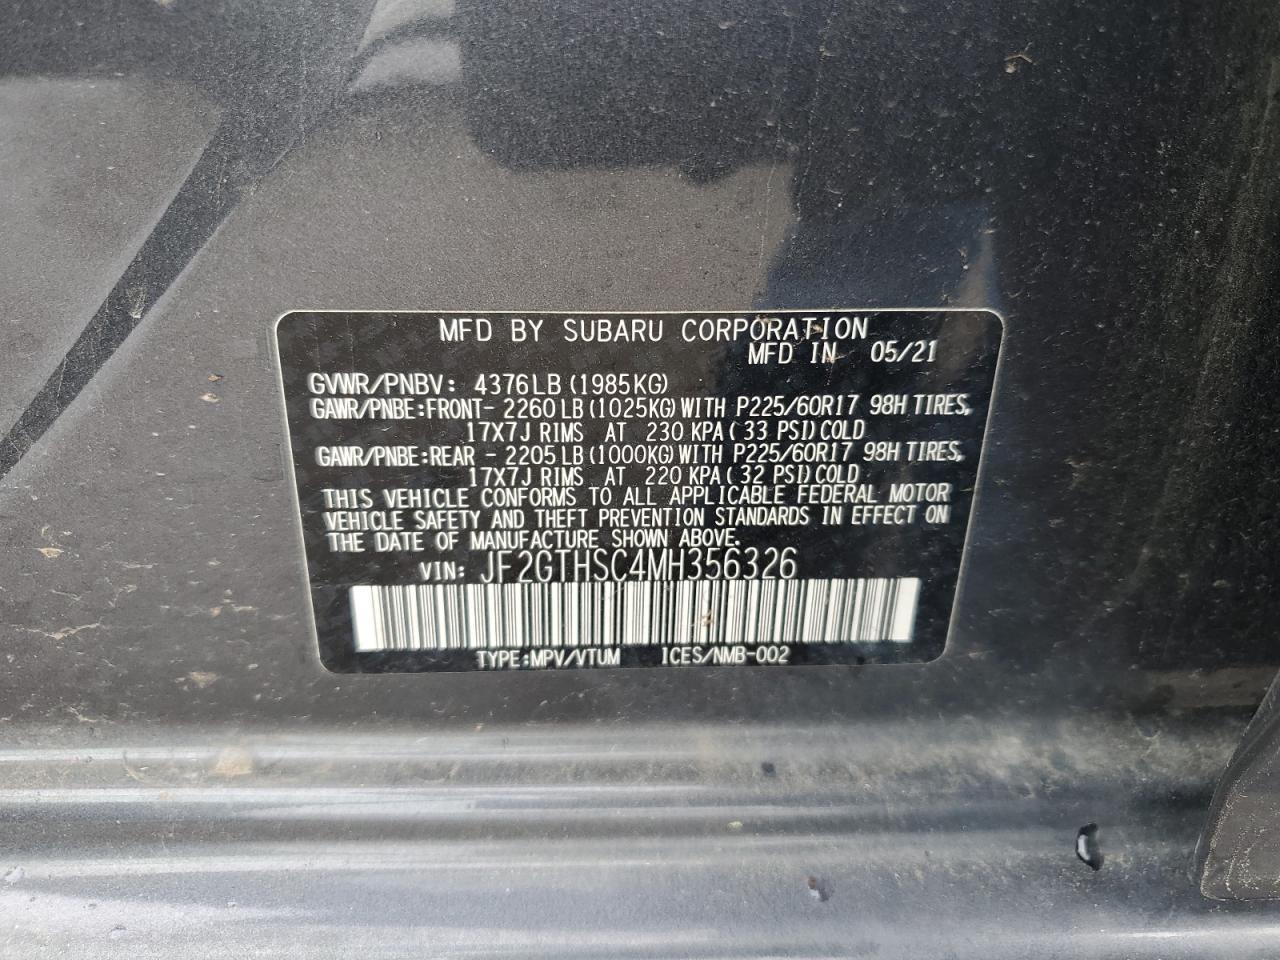 MFD BY SUBARU CORPORATION
MFD IN 05/21
GVWR/PNBV: 4376LB (1985KG)
GAWR/PNBE:FRONT- 2260LB (1025KG) WITH P225/60R17 98H TIRES,
17X7J RIMS AT 230 KPA (33 PSI) COLD
GAWR/PNBE:REAR - 2205LB (1000KG) WITH P225/60R17 98H TIRES,
17X7J RIMS AT 220 KPA (32 PSI) COLD
THIS VEHICLE CONFORMS TO ALL APPLICABLE FEDERAL MOTOR
VEHICLE SAFETY AND THEFT PREVENTION STANDARDS IN EFFECT ON
THE DATE OF MANUFACTURE SHOWN ABOVE.
VIN: JF2GTHSC4MH356326
TYPE:MPV/VTUM ICES/NMB-002